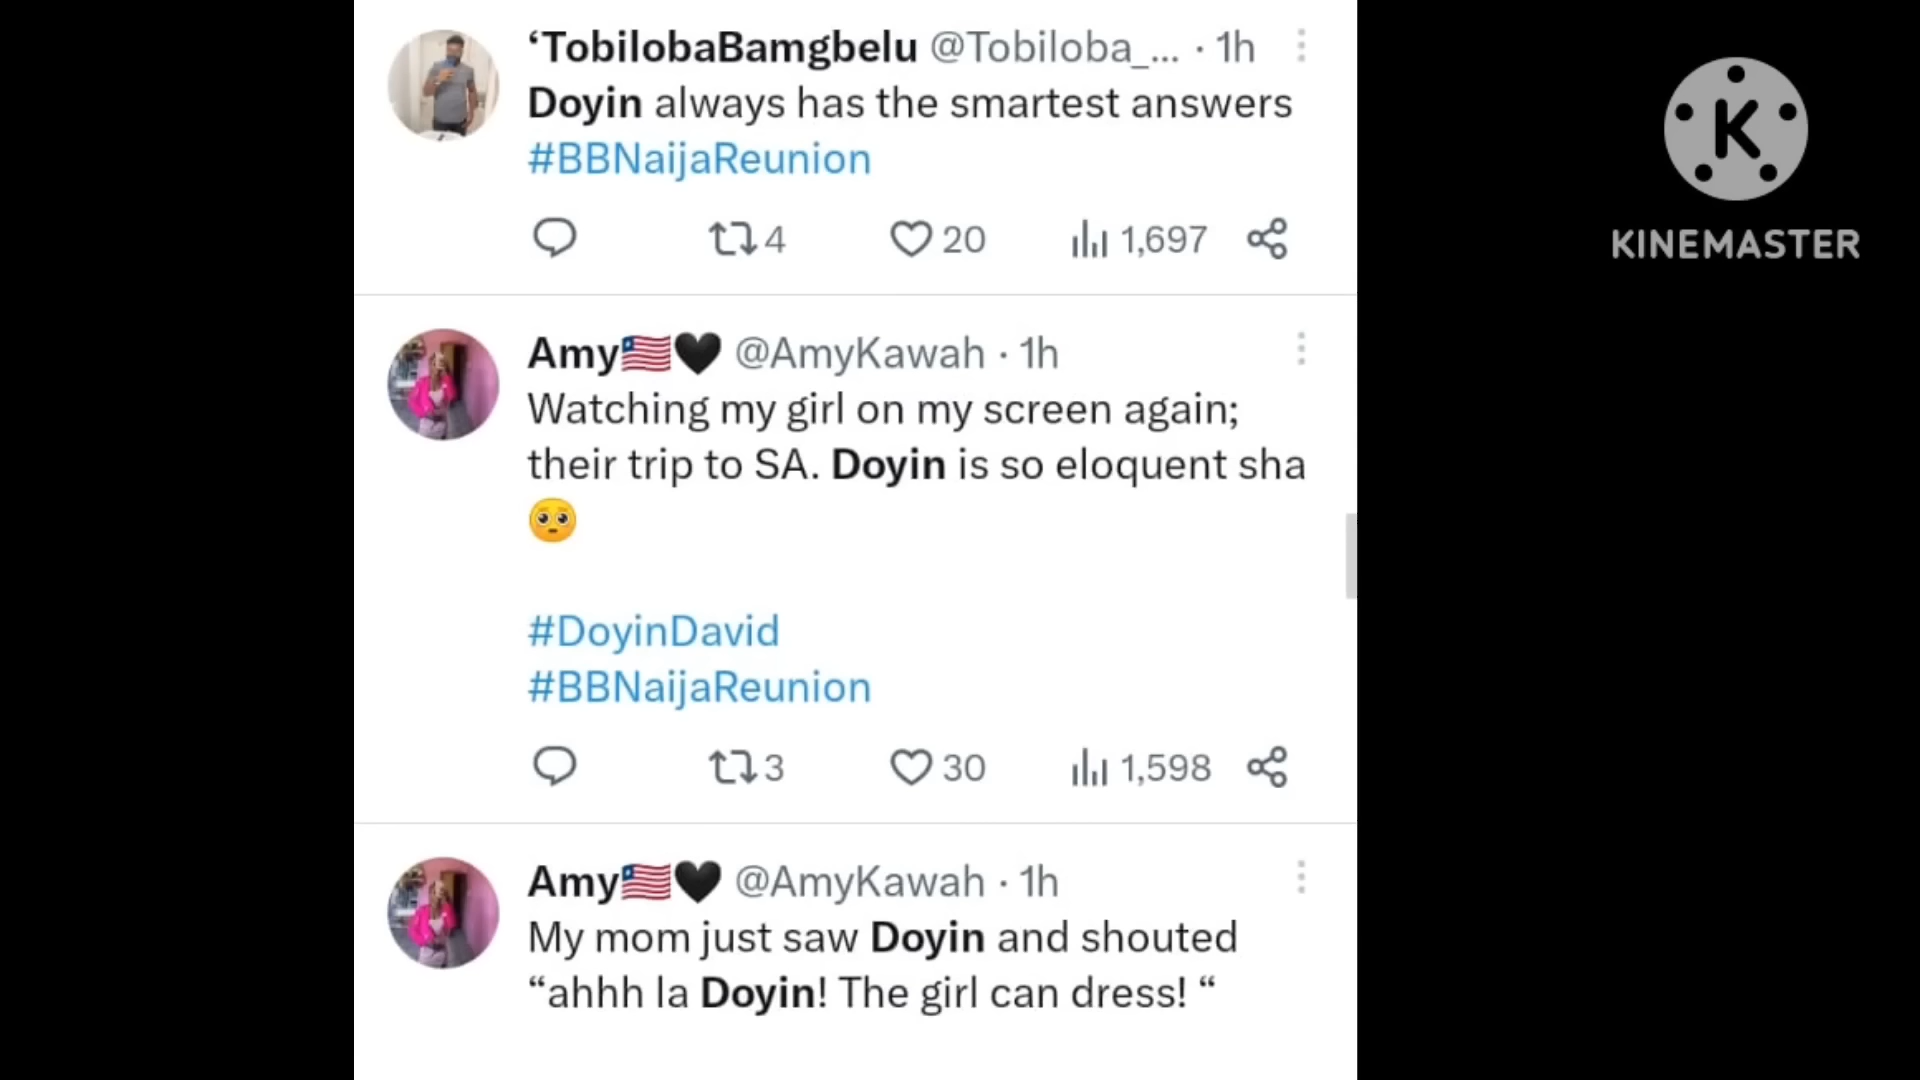 ‘TobilobaBamgbelu @Tobiloba_... · 1h
Doyin always has the smartest answers
#BBNaijaReunion
4 20 1,697
K
KINEMASTER
Amy🇱🇷🖤 @AmyKawah · 1h
Watching my girl on my screen again;
their trip to SA. Doyin is so eloquent sha
🥺
#DoyinDavid
#BBNaijaReunion
3 30 1,598
Amy🇱🇷🖤 @AmyKawah · 1h
My mom just saw Doyin and shouted
“ahhh la Doyin! The girl can dress! “